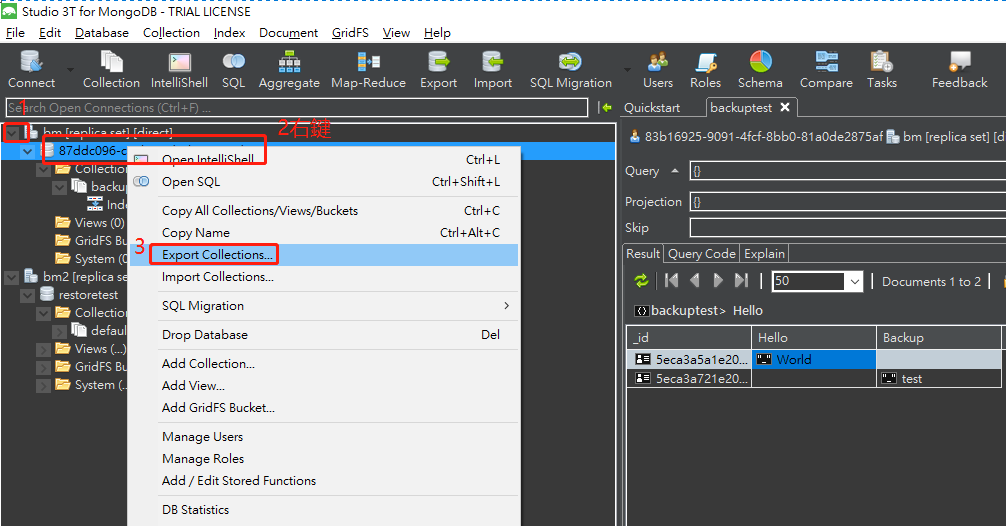 Studio 3T for MongoDB - TRIAL LICENSE
File Edit Database Collection Index Document GridFS View Help
Connect Collection IntelliShell SQL Aggregate Map-Reduce Export Import SQL Migration Users Roles Schema Compare Tasks Feedback
Search Open Connections (Ctrl+F) ...
1
bm [replica set] [direct]
2右鍵
87ddc096-c
Collection
backu
Inde
Views (0)
GridFS Bu
System (0
bm2 [replica se
restoretest
Collection
defaul
Views (...)
GridFS Bu
System (..
Open IntelliShell Ctrl+L
Open SQL Ctrl+Shift+L
Copy All Collections/Views/Buckets Ctrl+C
Copy Name Ctrl+Alt+C
3
Export Collections...
Import Collections...
SQL Migration
Drop Database Del
Add Collection...
Add View...
Add GridFS Bucket...
Manage Users
Manage Roles
Add / Edit Stored Functions
DB Statistics
Quickstart backuptest
83b16925-9091-4fcf-8bb0-81a0de2875af bm [replica set] [d
Query {}
Projection {}
Skip
Result Query Code Explain
50 Documents 1 to 2
backuptest> Hello
_id Hello Backup
5eca3a5a1e20... World
5eca3a721e20... test